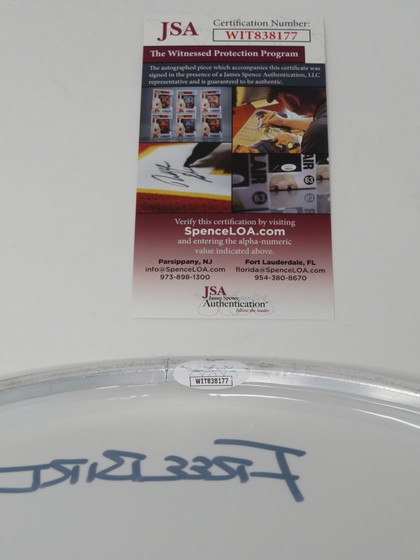 JSA
Certification Number:
WIT838177
The Witnessed Protection Program
The autographed piece which accompanies this certificate was
signed in the presence of a James Spence Authentication, LLC
representative and is guaranteed to be authentic.
Verify this certification by visiting
SpenceLOA.com
and entering the alpha-numeric
value indicated above.
Parsippany, NJ
info@SpenceLOA.com
973-898-1300
Fort Lauderdale, FL
florida@SpenceLOA.com
954-380-8670
JSA
James Spence
Authentication
follow the leader
WIT838177
FREEBIRD